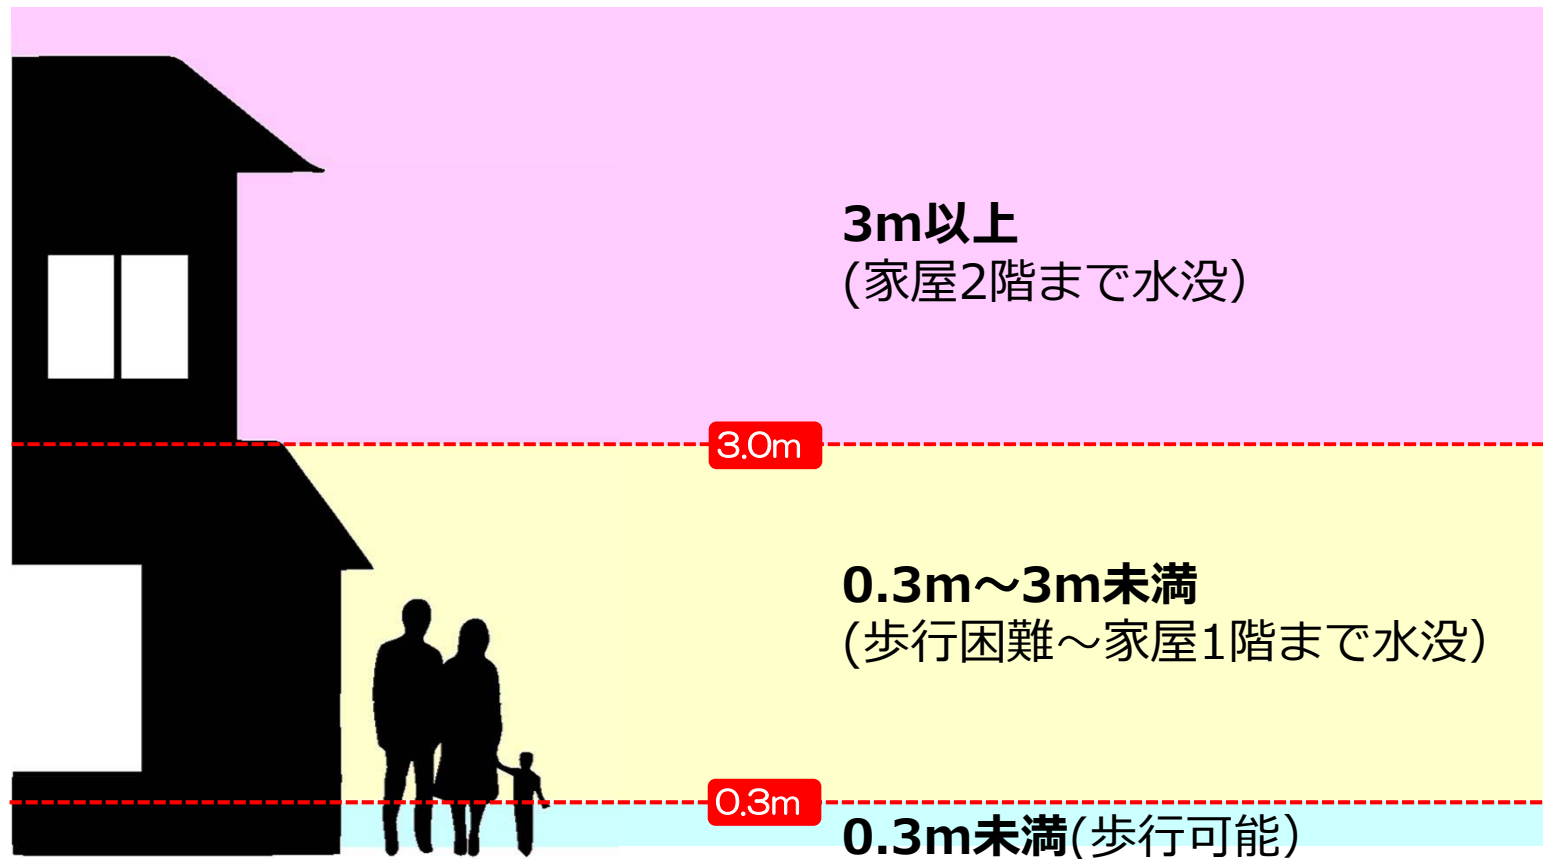 3m以上
(家屋2階まで水没）
3.0m
0.3m～3m未満
(歩行困難～家屋1階まで水没）
0.3m
0.3m未満(歩行可能）